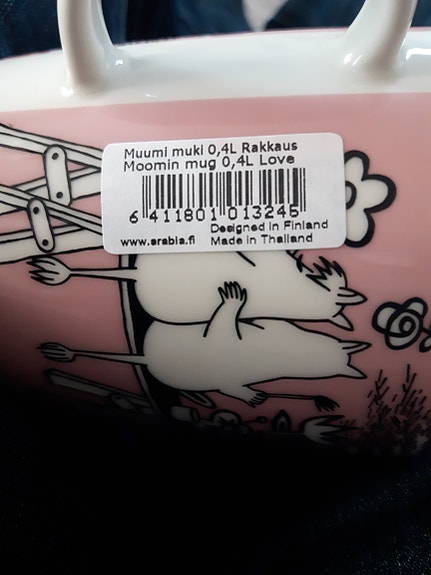 Muumi muki 0,4L Rakkaus
Moomin mug 0,4L Love
6 411801 013246
Designed in Finland
www.arabia.fi Made in Thailand